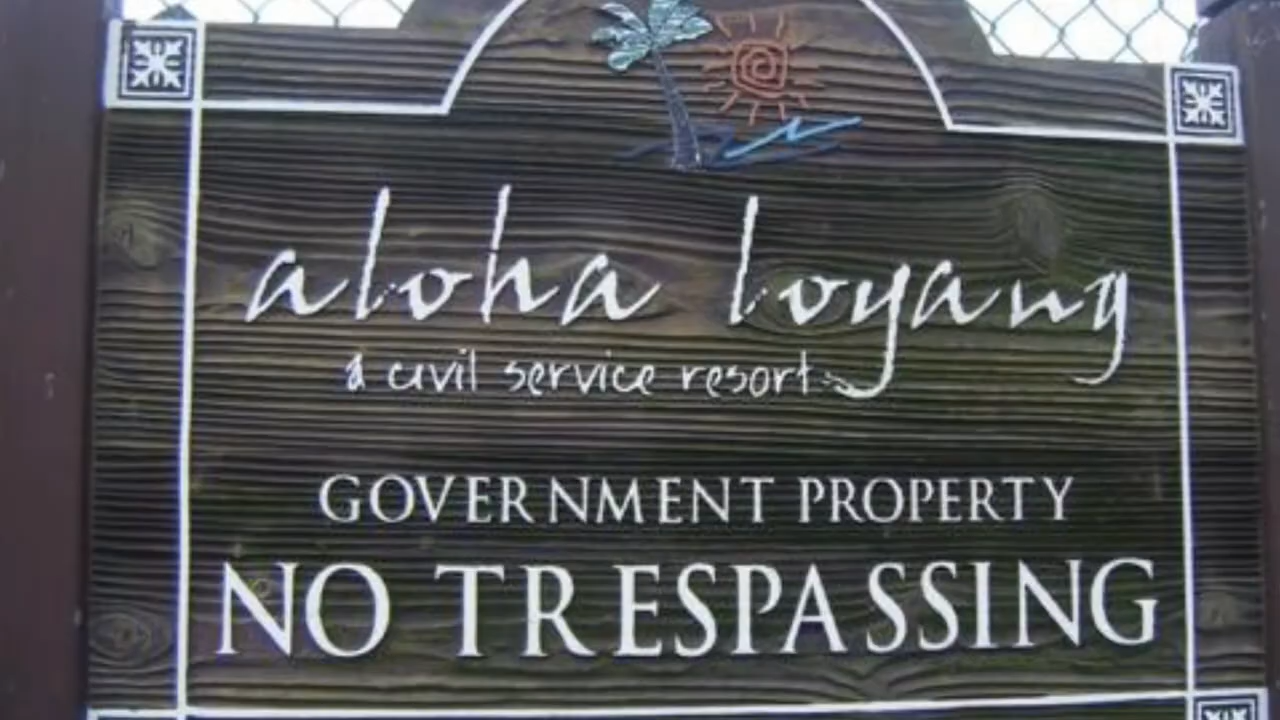 aloha loyang
a civil service resort
GOVERNMENT PROPERTY
NO TRESPASSING